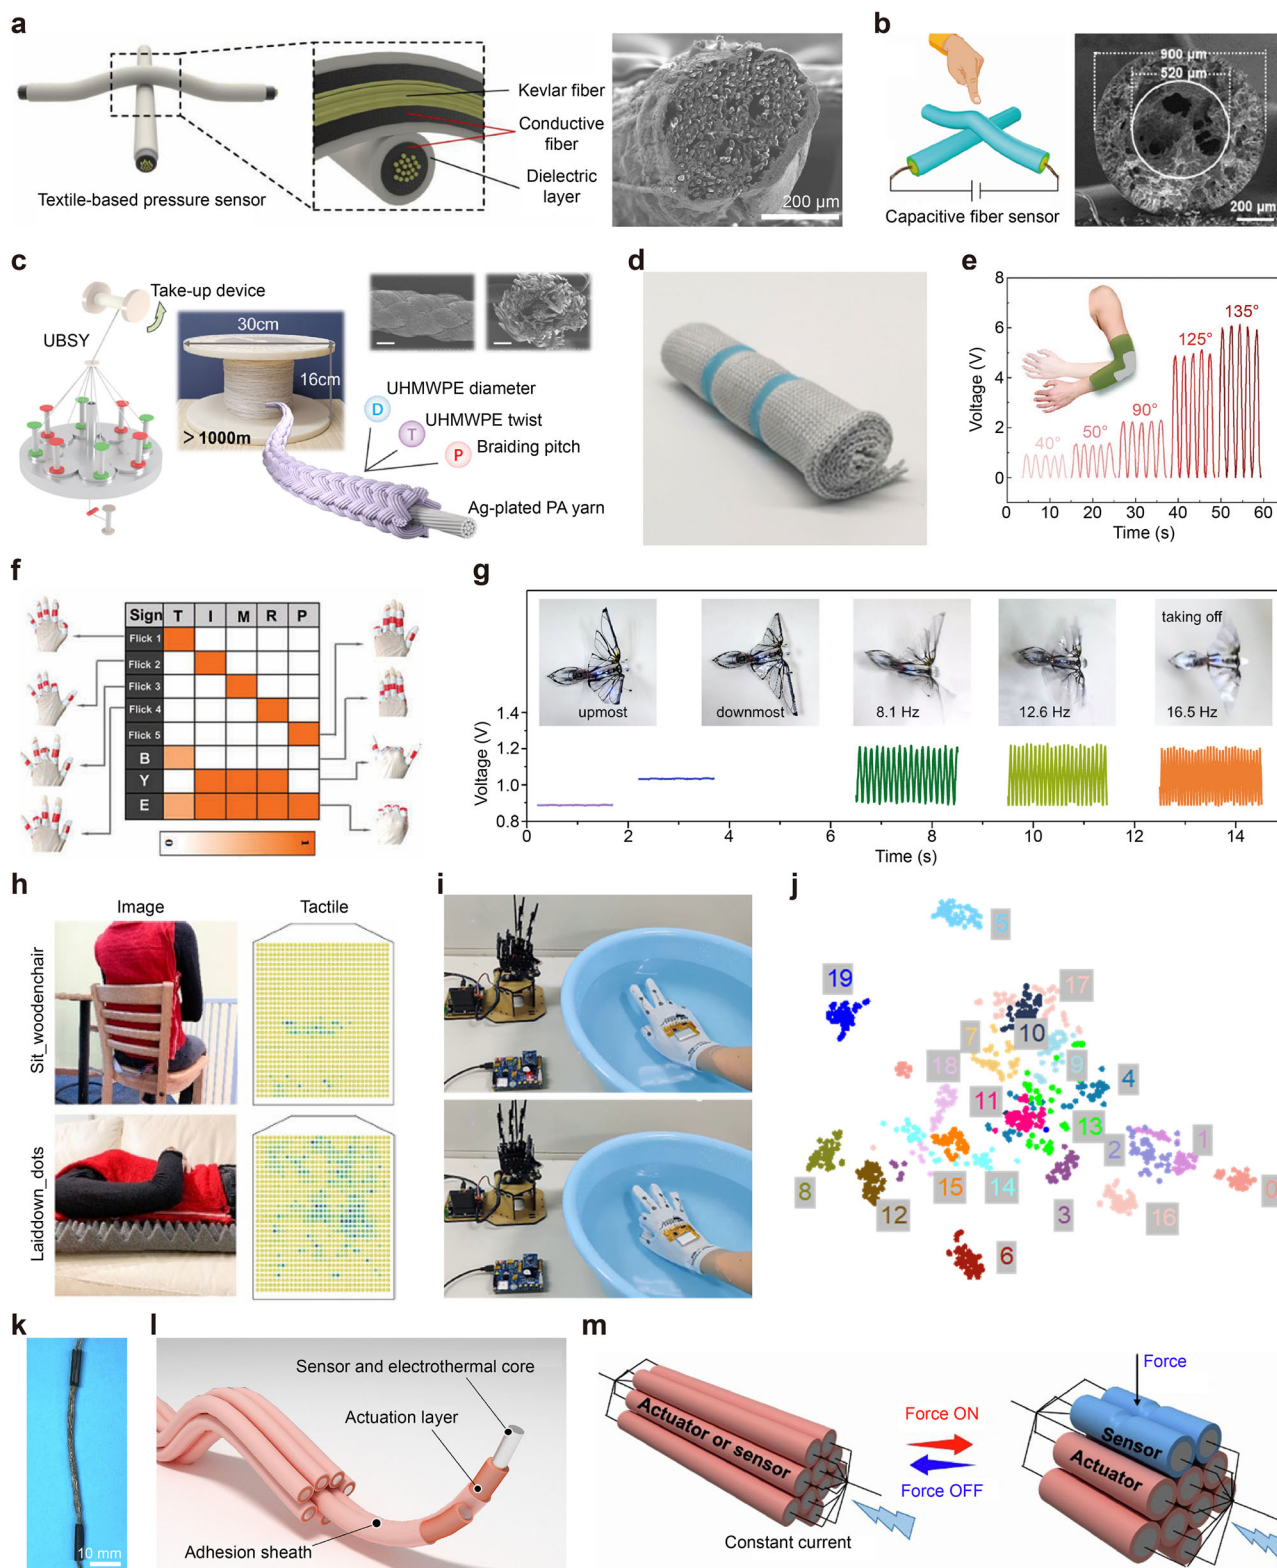 a
Kevlar fiber
Conductive
fiber
Dielectric
layer
Textile-based pressure sensor
200 μm
b
900 μm
520 μm
Capacitive fiber sensor
200 μm
c
Take-up device
UBSY
30cm
16cm
> 1000m
UHMWPE diameter
D
UHMWPE twist
T
Braiding pitch
P
Ag-plated PA yarn
d
e
Voltage (V)
8
6
4
2
0
40°
50°
90°
125°
135°
0 10 20 30 40 50 60
Time (s)
f
Sign T I M R P
Flick 1
Flick 2
Flick 3
Flick 4
Flick 5
B
Y
E
0 1
g
upmost
downmost
8.1 Hz
12.6 Hz
taking off
16.5 Hz
Voltage (V)
1.4
1.2
1.0
0.8
0 2 4 6 8 10 12 14
Time (s)
h
Image Tactile
Sit_woodenchair
Laiddown_dots
i
j
5
19
17
7
10
18
9
4
11
13
2
1
8
12
15
14
3
16
0
6
k
10 mm
l
Sensor and electrothermal core
Actuation layer
Adhesion sheath
m
Actuator or sensor
Constant current
Force ON
Force OFF
Force
Sensor
Actuator